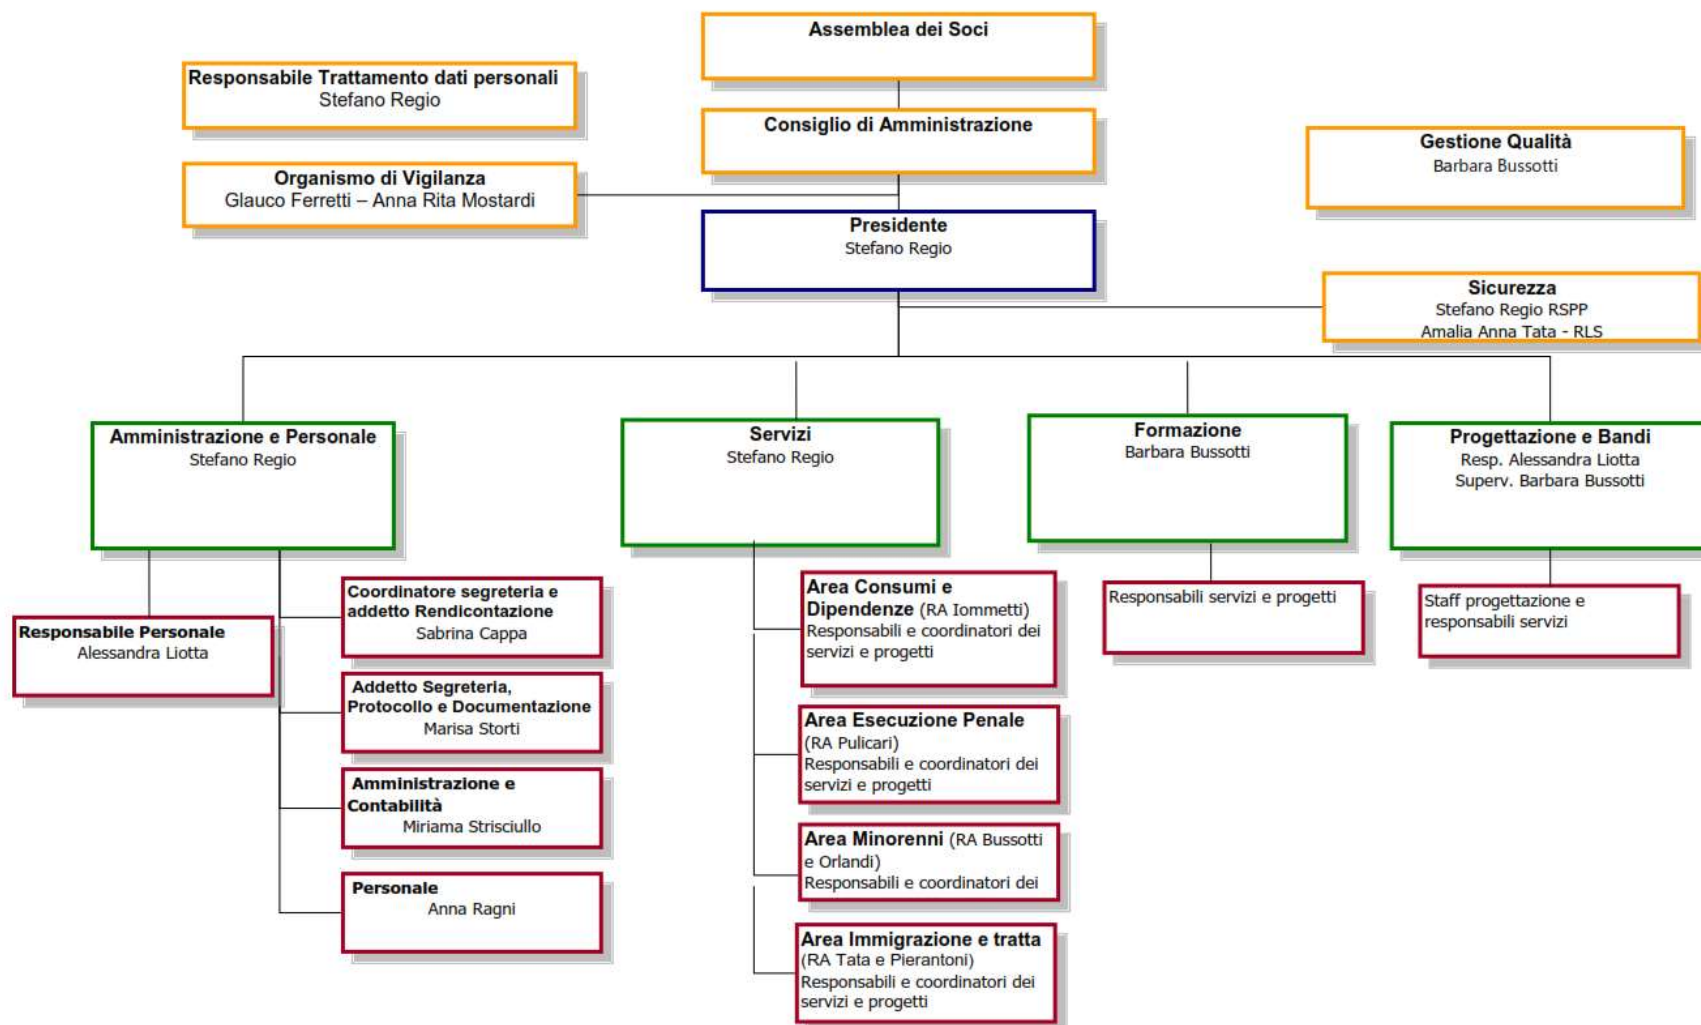 Assemblea dei Soci
Responsabile Trattamento dati personali
Stefano Regio
Consiglio di Amministrazione
Gestione Qualità
Barbara Bussotti
Organismo di Vigilanza
Glauco Ferretti – Anna Rita Mostardi
Presidente
Stefano Regio
Sicurezza
Stefano Regio RSPP
Amalia Anna Tata - RLS
Amministrazione e Personale
Stefano Regio
Servizi
Stefano Regio
Formazione
Barbara Bussotti
Progettazione e Bandi
Resp. Alessandra Liotta
Superv. Barbara Bussotti
Responsabile Personale
Alessandra Liotta
Coordinatore segreteria e
addetto Rendicontazione
Sabrina Cappa
Addetto Segreteria,
Protocollo e Documentazione
Marisa Storti
Amministrazione e
Contabilità
Miriama Strisciullo
Personale
Anna Ragni
Area Consumi e
Dipendenze (RA Iommetti)
Responsabili e coordinatori dei
servizi e progetti
Area Esecuzione Penale
(RA Pulicari)
Responsabili e coordinatori dei
servizi e progetti
Area Minorenni (RA Bussotti
e Orlandi)
Responsabili e coordinatori dei
Area Immigrazione e tratta
(RA Tata e Pierantoni)
Responsabili e coordinatori dei
servizi e progetti
Responsabili servizi e progetti
Staff progettazione e
responsabili servizi